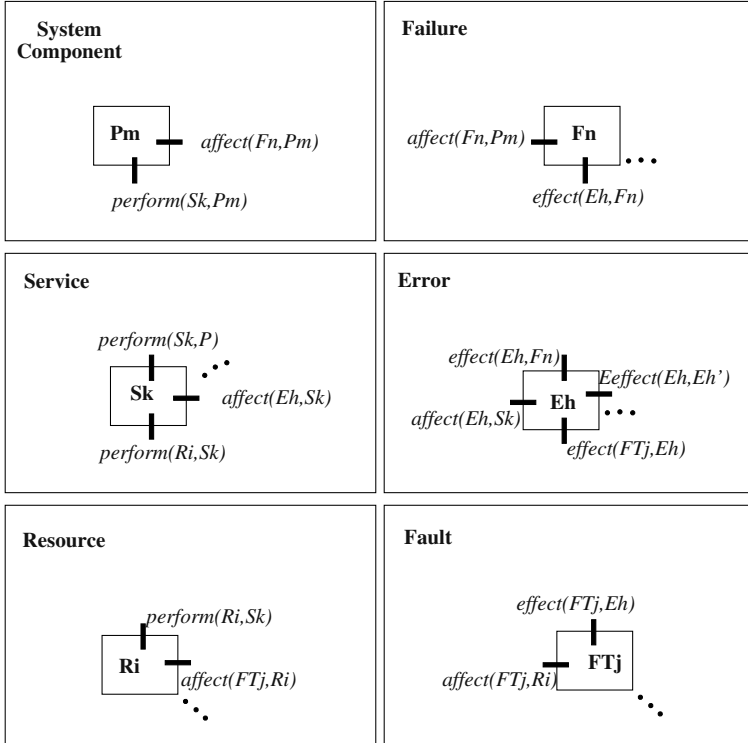 System
Component
Pm
affect(Fn,Pm)
perform(Sk,Pm)
Failure
affect(Fn,Pm)
Fn
effect(Eh,Fn)
Service
perform(Sk,P)
Sk
affect(Eh,Sk)
perform(Ri,Sk)
Error
effect(Eh,Fn)
Eeffect(Eh,Eh’)
Eh
affect(Eh,Sk)
effect(FTj,Eh)
Resource
perform(Ri,Sk)
Ri
affect(FTj,Ri)
Fault
effect(FTj,Eh)
FTj
affect(FTj,Ri)